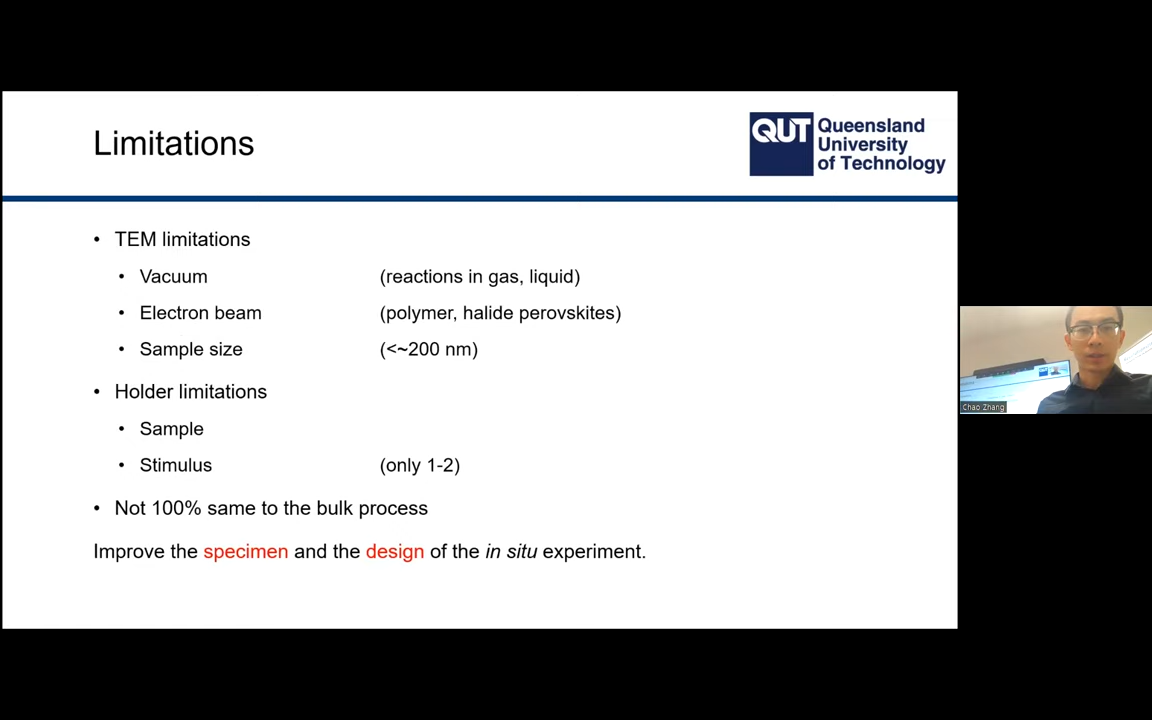 Limitations
QUT
Queensland
University
of Technology
• TEM limitations
• Vacuum (reactions in gas, liquid)
• Electron beam (polymer, halide perovskites)
• Sample size (<~200 nm)
• Holder limitations
• Sample
• Stimulus (only 1-2)
• Not 100% same to the bulk process
Improve the specimen and the design of the in situ experiment.
Chao Zhang